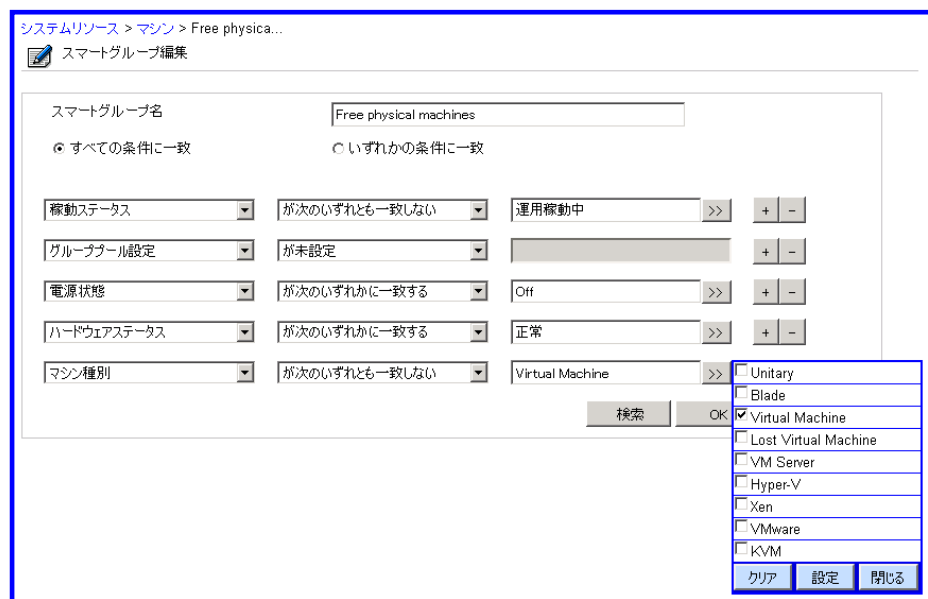 システムリソース > マシン > Free physica...
スマートグループ編集
スマートグループ名 Free physical machines
すべての条件に一致 いずれかの条件に一致
稼動ステータス が次のいずれとも一致しない 運用稼動中 >> + -
グループプール設定 が未設定 + -
電源状態 が次のいずれかに一致する Off >> + -
ハードウェアステータス が次のいずれかに一致する 正常 >> + -
マシン種別 が次のいずれとも一致しない Virtual Machine >>
検索 OK
Unitary
Blade
Virtual Machine
Lost Virtual Machine
VM Server
Hyper-V
Xen
VMware
KVM
クリア 設定 閉じる